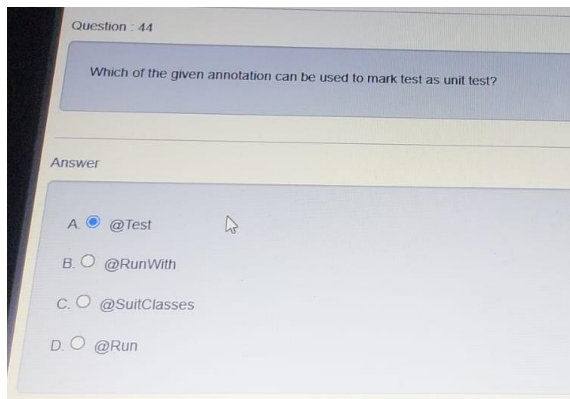 Question : 44
Which of the given annotation can be used to mark test as unit test?
Answer
A. @Test
B. @RunWith
C. @SuitClasses
D. @Run